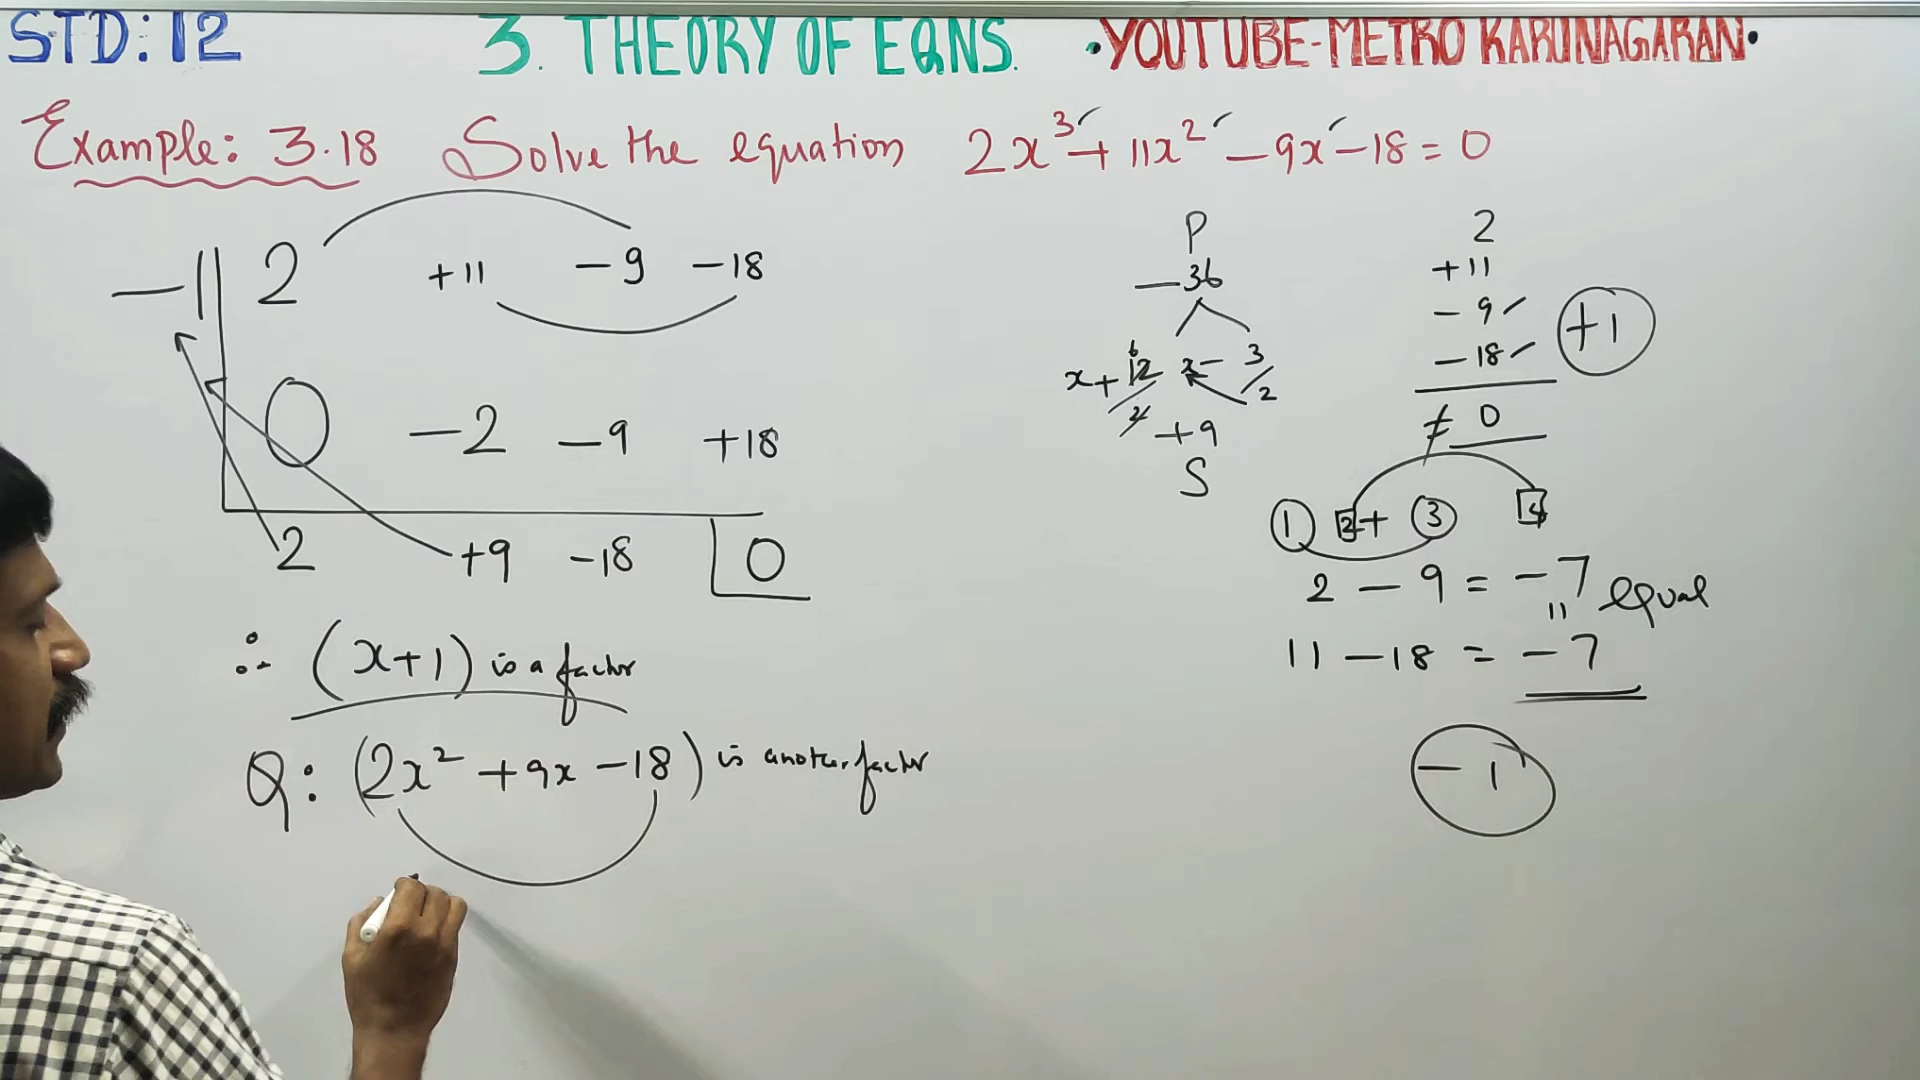 STD: 12 3. THEORY OF EQNS. •YOUTUBE-METRO KARUNAGARAN•
Example: 3.18 Solve the equation 2x³ + 11x² - 9x - 18 = 0
-1 2 +11 -9 -18
0 -2 -9 +18
2 +9 -18 0
∴ (x+1) is a factor
Q: (2x² + 9x - 18) is another factor
P
-36
6
x + 12 x - 3
2 2
+9
S
2
+11
-9
-18
+1
≠ 0
1 2 + 3 4
2 - 9 = -7
11 equal
11 - 18 = -7
-1